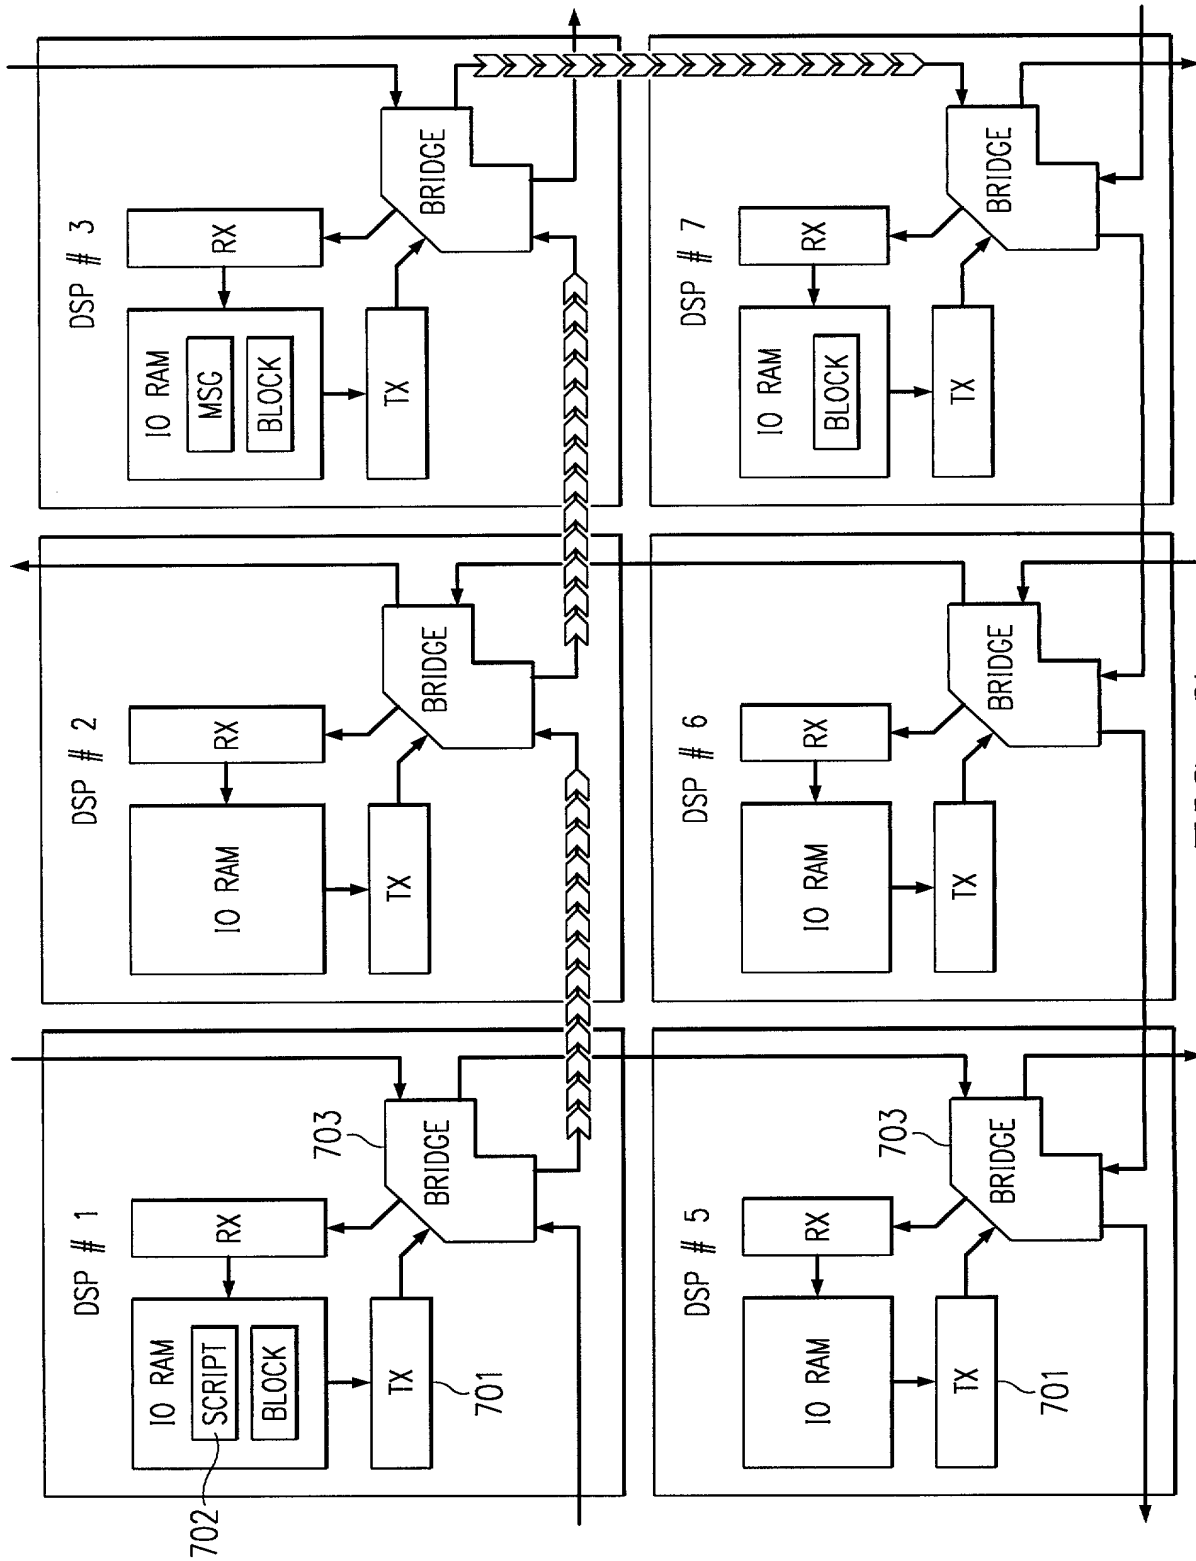 DSP # 1
IO RAM
SCRIPT
BLOCK
702
RX
TX
701
703
BRIDGE
DSP # 2
IO RAM
RX
TX
BRIDGE
DSP # 3
IO RAM
MSG
BLOCK
RX
TX
BRIDGE
DSP # 5
IO RAM
RX
TX
701
703
BRIDGE
DSP # 6
IO RAM
RX
TX
BRIDGE
DSP # 7
IO RAM
BLOCK
RX
TX
BRIDGE